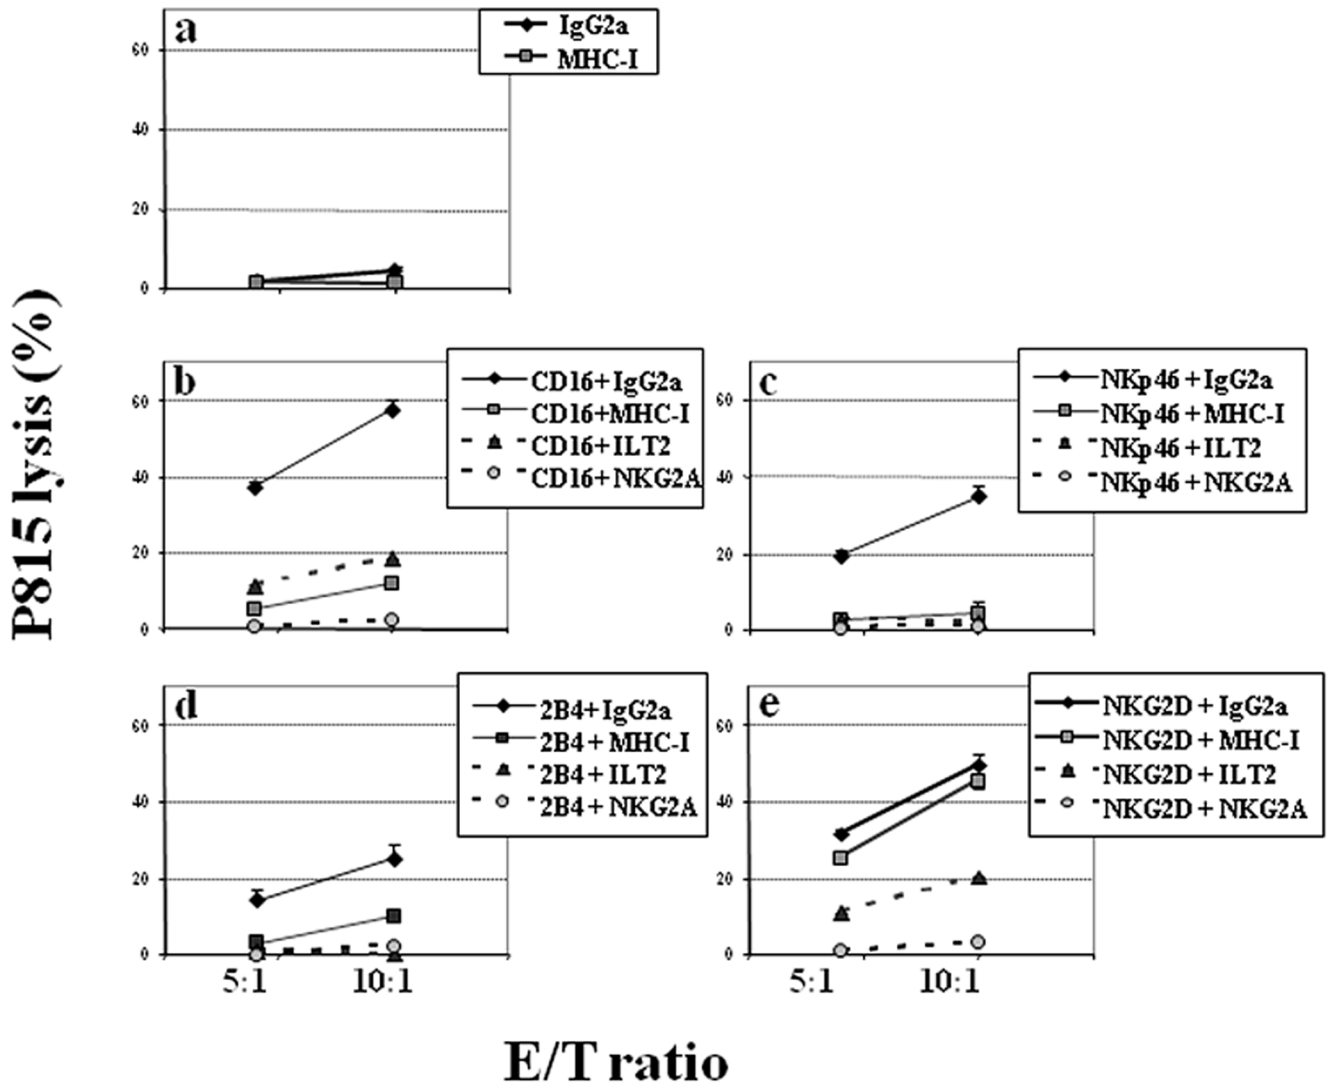 a
IgG2a
MHC-I
60
40
20
0
P815 lysis (%)
b
CD16+ IgG2a
CD16+MHC-I
CD16+ILT2
CD16+NKG2A
60
40
20
0
c
NKp46 + IgG2a
NKp46 + MHC-I
NKp46 + ILT2
NKp46 + NKG2A
60
40
20
0
d
2B4+ IgG2a
2B4 + MHC-I
2B4 + ILT2
2B4 + NKG2A
60
40
20
0
5:1 10:1
e
NKG2D + IgG2a
NKG2D + MHC-I
NKG2D + ILT2
NKG2D + NKG2A
60
40
20
0
5:1 10:1
E/T ratio